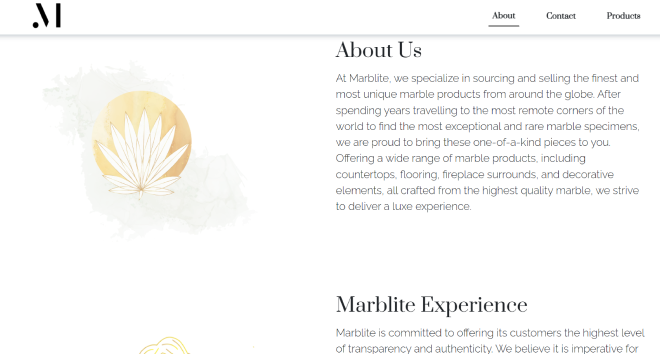 M
About
Contact
Products
About Us
At Marblite, we specialize in sourcing and selling the finest and
most unique marble products from around the globe. After
spending years travelling to the most remote corners of the
world to find the most exceptional and rare marble specimens,
we are proud to bring these one-of-a-kind pieces to you.
Offering a wide range of marble products, including
countertops, flooring, fireplace surrounds, and decorative
elements, all crafted from the highest quality marble, we strive
to deliver a luxe experience.
Marblite Experience
Marblite is committed to offering its customers the highest level
of transparency and authenticity. We believe it is imperative for